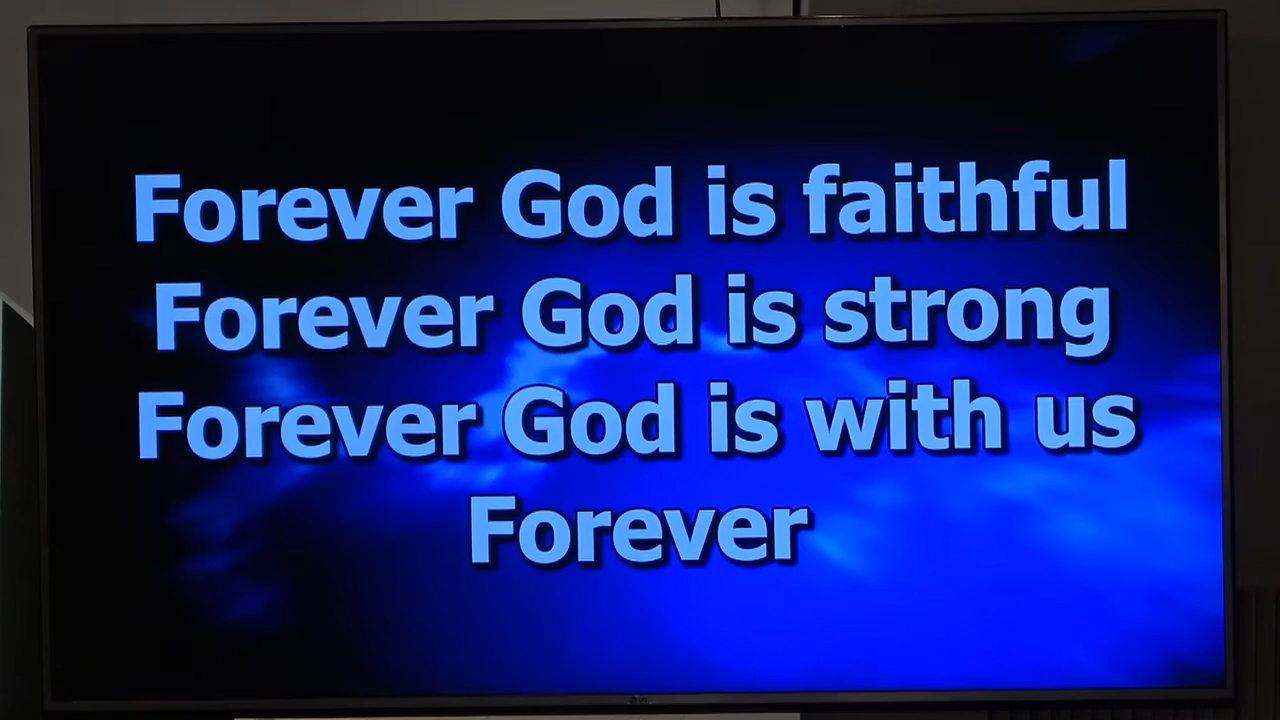 Forever God is faithful
Forever God is strong
Forever God is with us
Forever